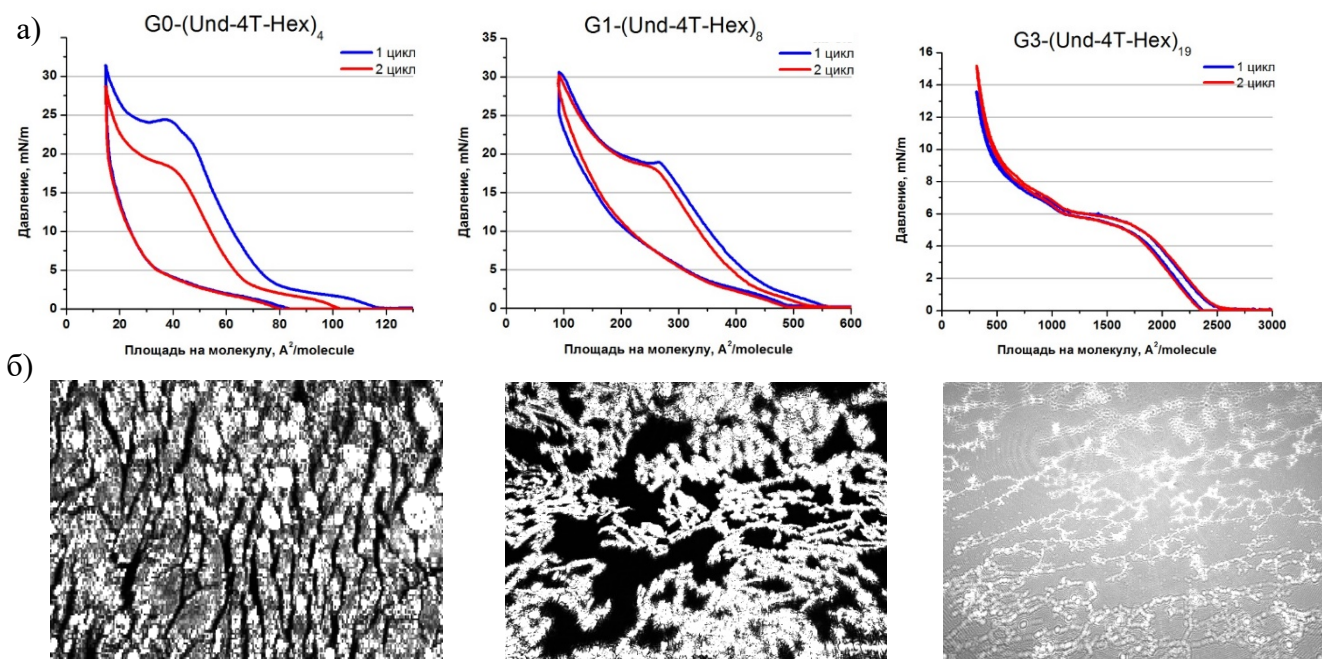 а)
G0-(Und-4T-Hex)4
1 цикл
2 цикл
Давление, mN/m
30
25
20
15
10
5
0
0 20 40 60 80 100 120
Площадь на молекулу, A²/molecule
G1-(Und-4T-Hex)8
1 цикл
2 цикл
Давление, mN/m
35
30
25
20
15
10
5
0
0 100 200 300 400 500 600
Площадь на молекулу, A²/molecule
G3-(Und-4T-Hex)19
1 цикл
2 цикл
Давление, mN/м
16
14
12
10
8
6
4
2
0
0 500 1000 1500 2000 2500 3000
Площадь на молекулу, A²/molecule
б)